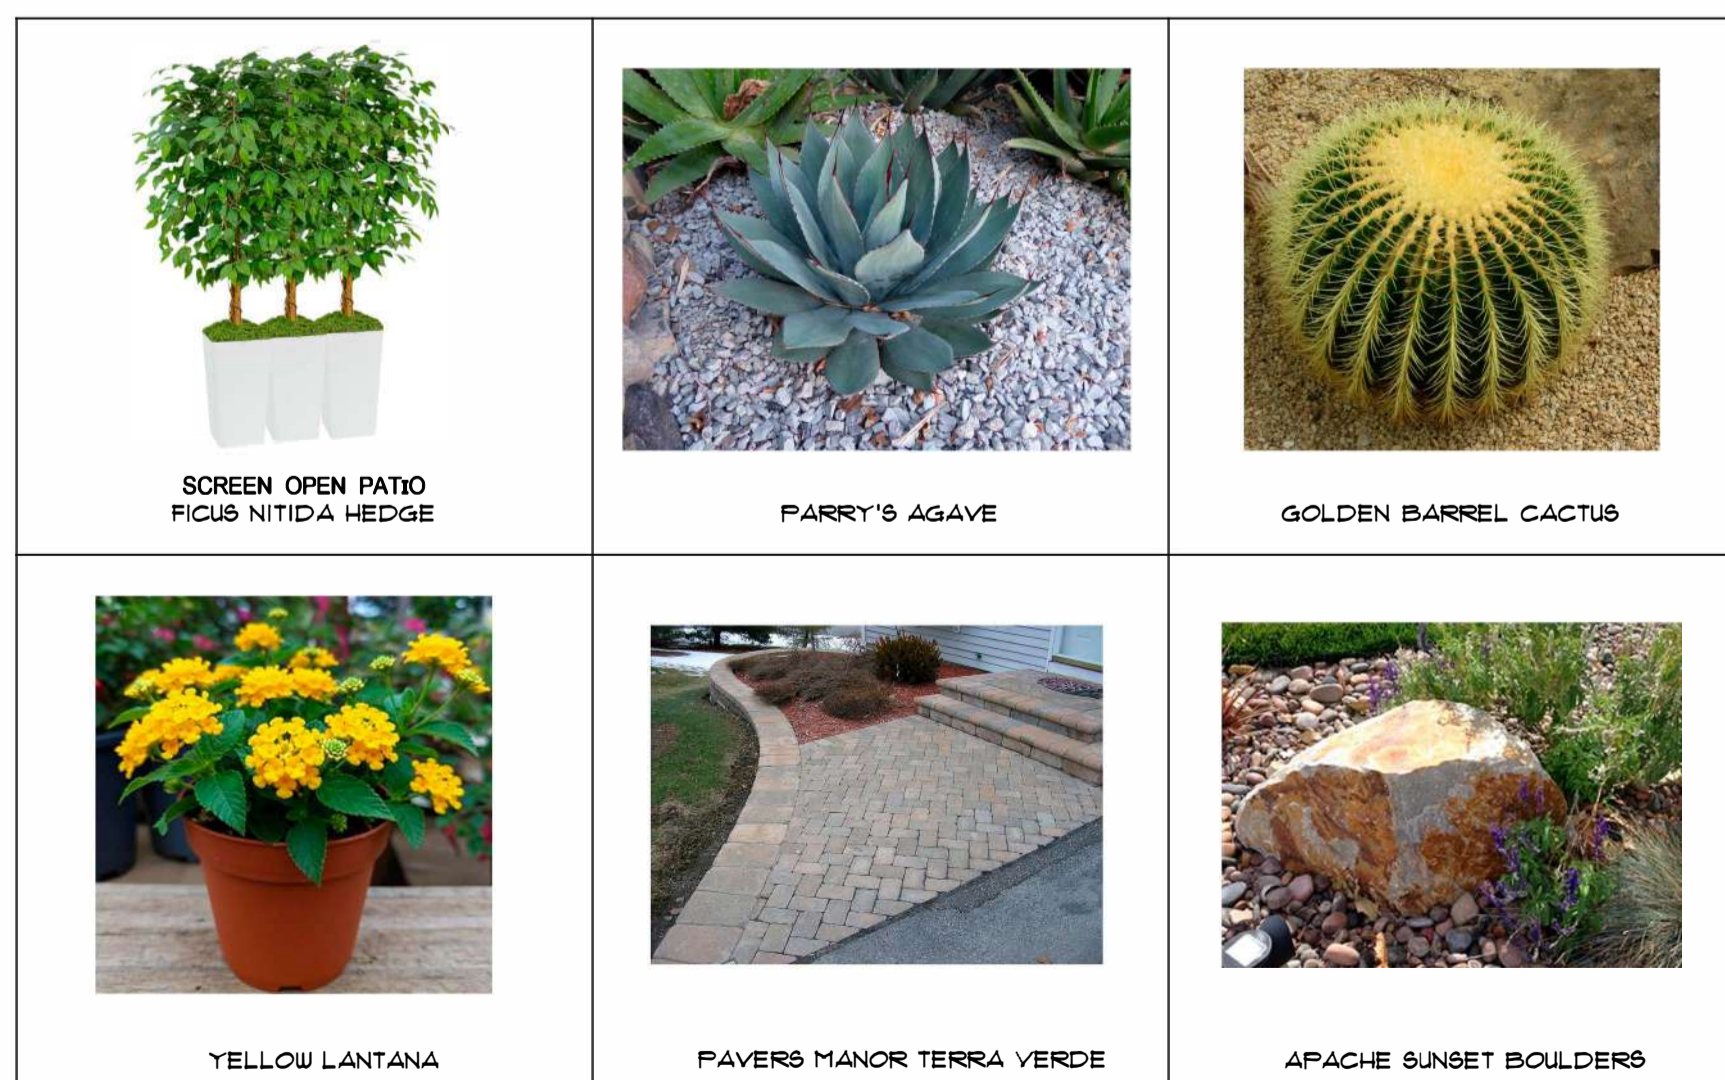 SCREEN OPEN PATIO
FICUS NITIDA HEDGE
PARRY'S AGAVE
GOLDEN BARREL CACTUS
YELLOW LANTANA
PAVERS MANOR TERRA VERDE
APACHE SUNSET BOULDERS